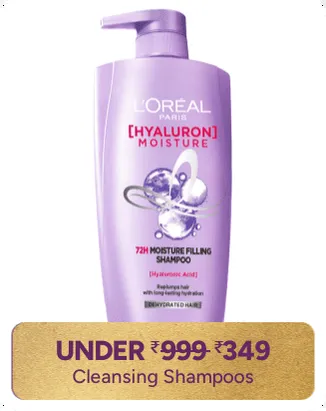 L'ORÉAL
PARIS
[HYALURON]
MOISTURE
72H MOISTURE FILLING
SHAMPOO
[Hyaluronic Acid]
Replumps hair
with long-lasting hydration
DEHYDRATED HAIR
UNDER ₹999 ₹349
Cleansing Shampoos